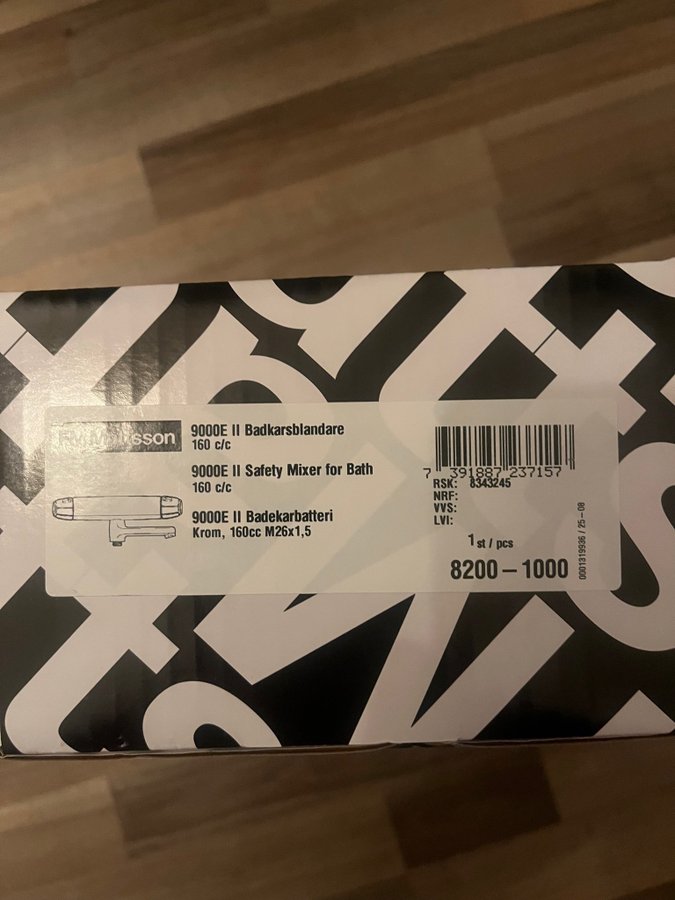 FM Mattsson
9000E II Badkarsblandare
160 c/c
9000E II Safety Mixer for Bath
160 c/c
9000E II Badekarbatteri
Krom, 160cc M26x1,5
7 391887 237157
RSK: 8343245
NRF:
VVS:
LVI:
1 st / pcs
8200 – 1000
0001319936 / 25-08